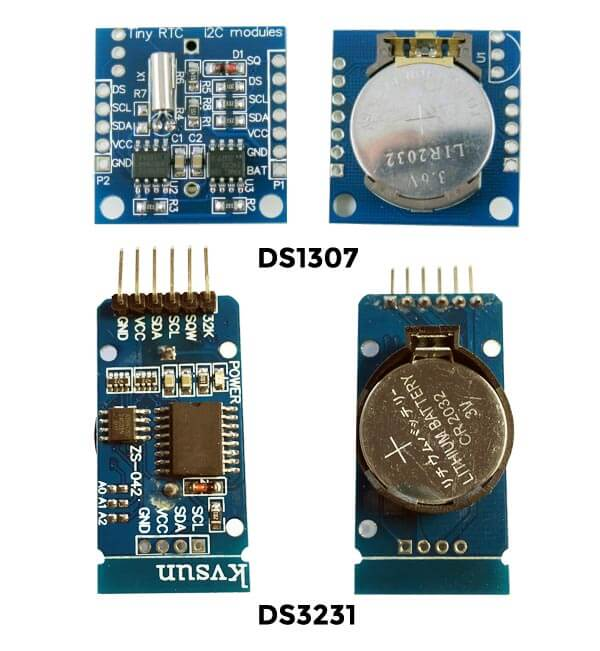 Tiny RTC I2C modules
D1
SQ
DS
SCL
SDA
VCC
GND
BAT
P1
X1
R7
R6
R5
R4
R8
R1
C1
C2
DS
SCL
SDA
VCC
GND
P2
U2
R3
R2
U1
3.6V
LIR2032
DS1307
GND
VCC
SDA
SCL
SQW
32K
POWER
ZS-042
A0
A1
A2
GND
VCC
SDA
SCL
kvsun
+
リチウムバッテリ
LITHIUM BATTERY
CR2032
3V
DS3231